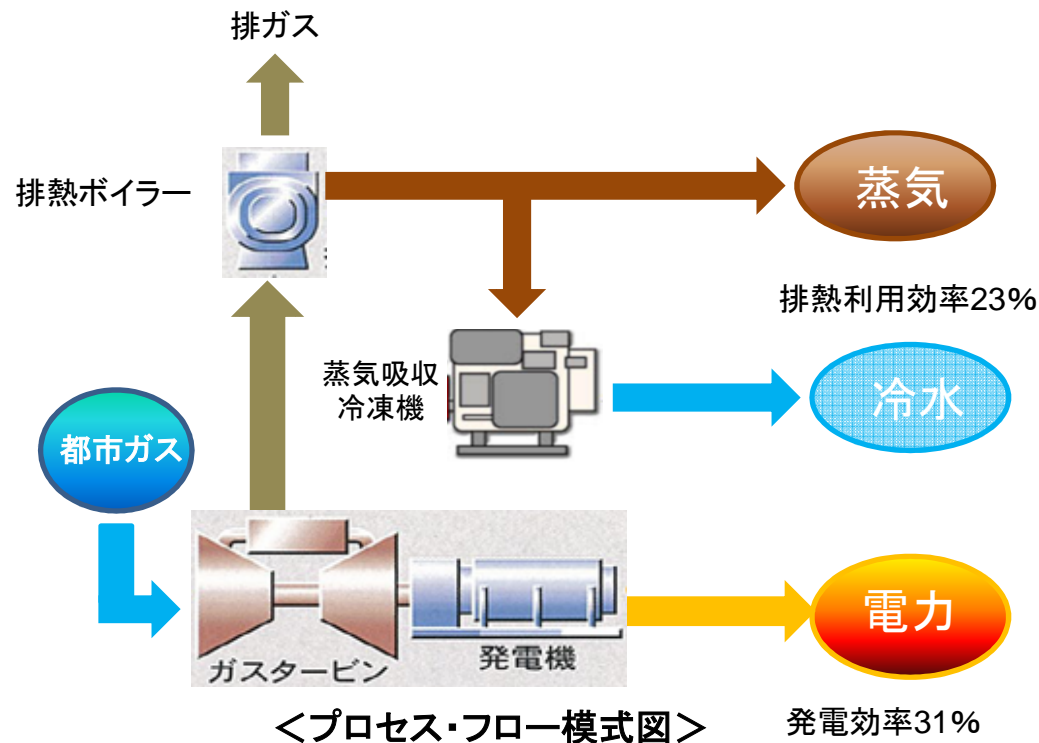 排ガス
排熱ボイラー
蒸気
排熱利用効率23%
蒸気吸収
冷凍機
冷水
都市ガス
ガスタービン
発電機
電力
<プロセス・フロー模式図>
発電効率31%